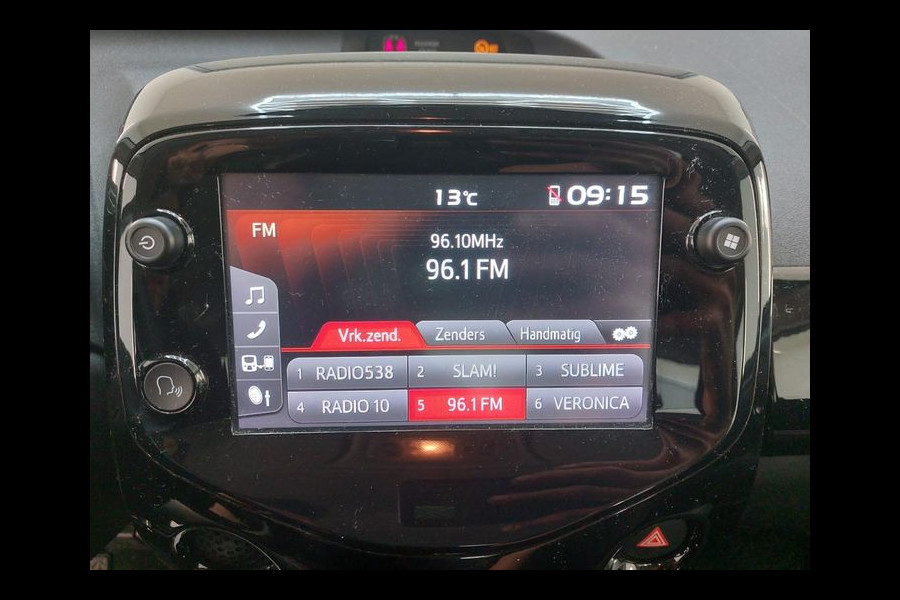 13°C 09:15
FM
96.10MHz
96.1 FM
Vrk.zend. Zenders Handmatig
1 RADIO538 2 SLAM! 3 SUBLIME
4 RADIO 10 5 96.1 FM 6 VERONICA